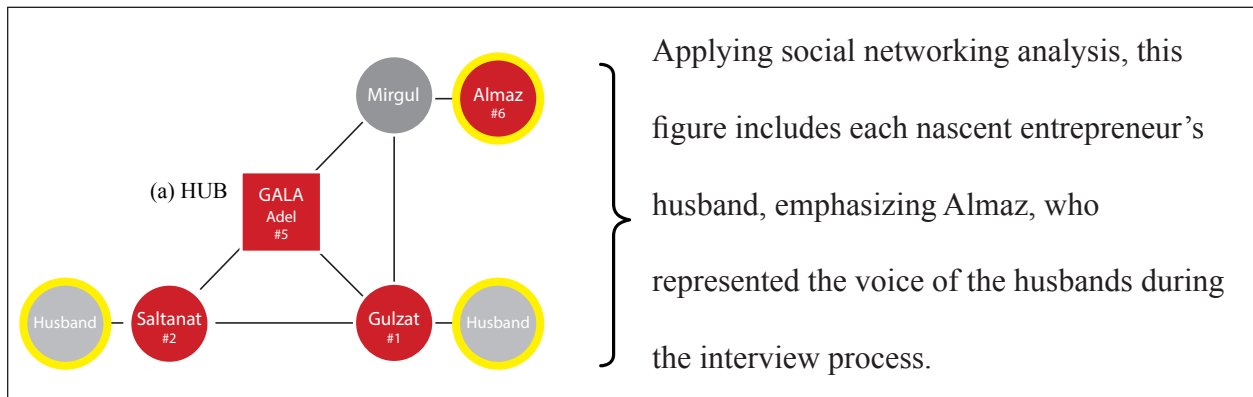 Mirgul
Almaz
#6
(a) HUB
GALA
Adel
#5
Husband
Saltanat
#2
Gulzat
#1
Husband
Applying social networking analysis, this
figure includes each nascent entrepreneur’s
husband, emphasizing Almaz, who
represented the voice of the husbands during
the interview process.